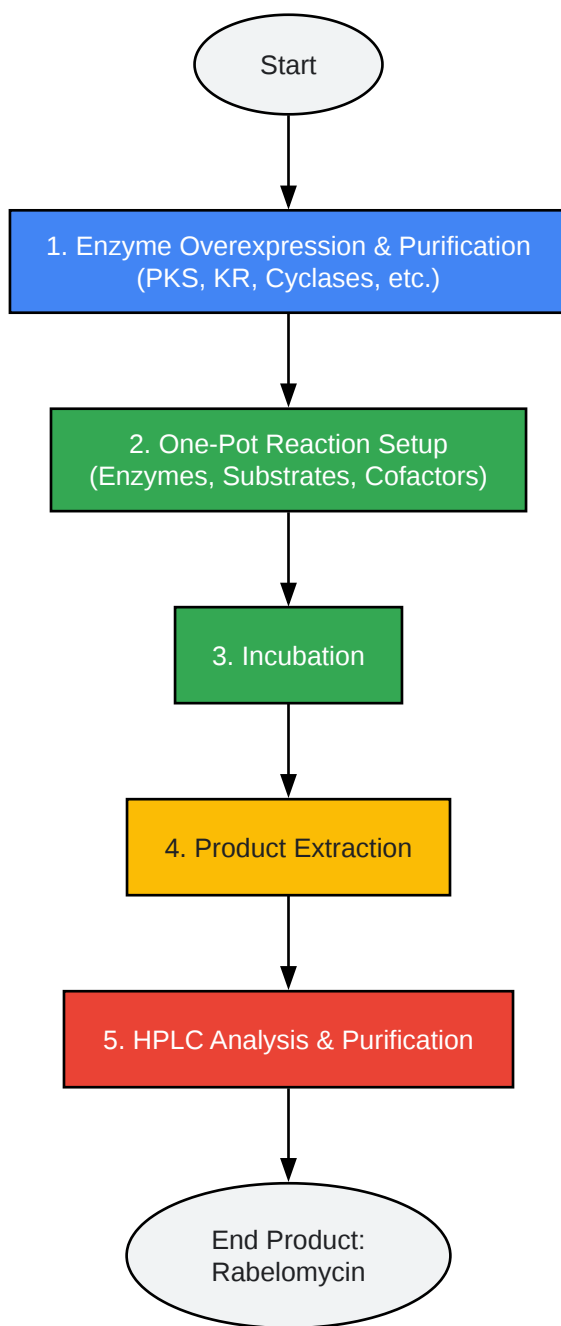 Start
1. Enzyme Overexpression & Purification
(PKS, KR, Cyclases, etc.)
2. One-Pot Reaction Setup
(Enzymes, Substrates, Cofactors)
3. Incubation
4. Product Extraction
5. HPLC Analysis & Purification
End Product:
Rabelomycin